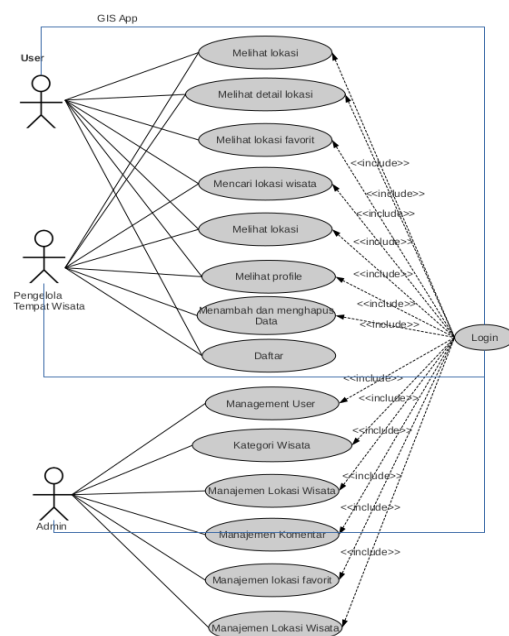 GIS App
User
Melihat lokasi
Melihat detail lokasi
Melihat lokasi favorit
<<include>>
Mencari lokasi wisata
<<include>>
<<include>>
Melihat lokasi
<<include>>
Pengelola
Tempat Wisata
Melihat profile
<<include>>
<<include>>
Menambah dan menghapus
Data
<<include>>
Login
Daftar
<<include>>
<<include>>
Management User
<<include>>
Kategori Wisata
<<include>>
Manajemen Lokasi Wisata
<<include>>
Admin
Manajemen Komentar
<<include>>
Manajemen lokasi favorit
Manajemen Lokasi Wisata